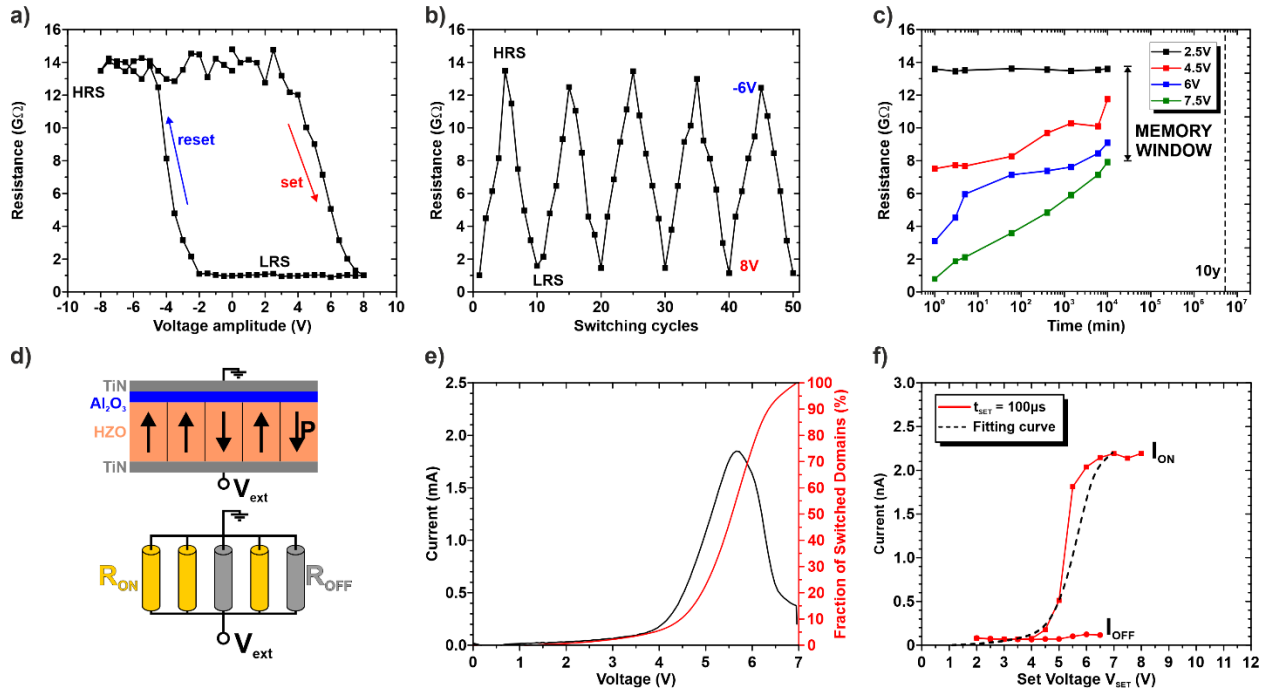 a)
16
14
12
10
8
6
4
2
0
Resistance (GΩ)
HRS
reset
set
LRS
-10 -8 -6 -4 -2 0 2 4 6 8 10
Voltage amplitude (V)
b)
16
14
12
10
8
6
4
2
0
Resistance (GΩ)
HRS
-6V
LRS
8V
0 10 20 30 40 50
Switching cycles
c)
16
14
12
10
8
6
4
2
0
Resistance (GΩ)
2.5V
4.5V
6V
7.5V
MEMORY
WINDOW
10y
10⁰ 10¹ 10² 10³ 10⁴ 10⁵ 10⁶ 10⁷
Time (min)
d)
TiN
Al₂O₃
HZO
P
TiN
Vext
RON
ROFF
Vext
e)
2.5
2.0
1.5
1.0
0.5
0.0
Current (mA)
100
90
80
70
60
50
40
30
20
10
0
Fraction of Switched Domains (%)
0 1 2 3 4 5 6 7
Voltage (V)
f)
3.0
2.5
2.0
1.5
1.0
0.5
0.0
Current (nA)
tSET = 100µs
Fitting curve
ION
IOFF
0 1 2 3 4 5 6 7 8 9 10 11 12
Set Voltage VSET (V)